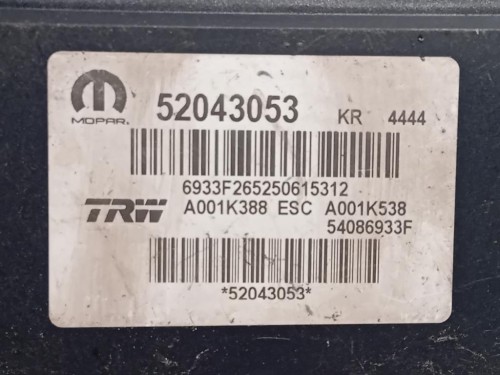 52043053 KR 4444
MOPAR.
6933F265250615312
TRW A001K388 ESC A001K538
54086933F
*52043053*